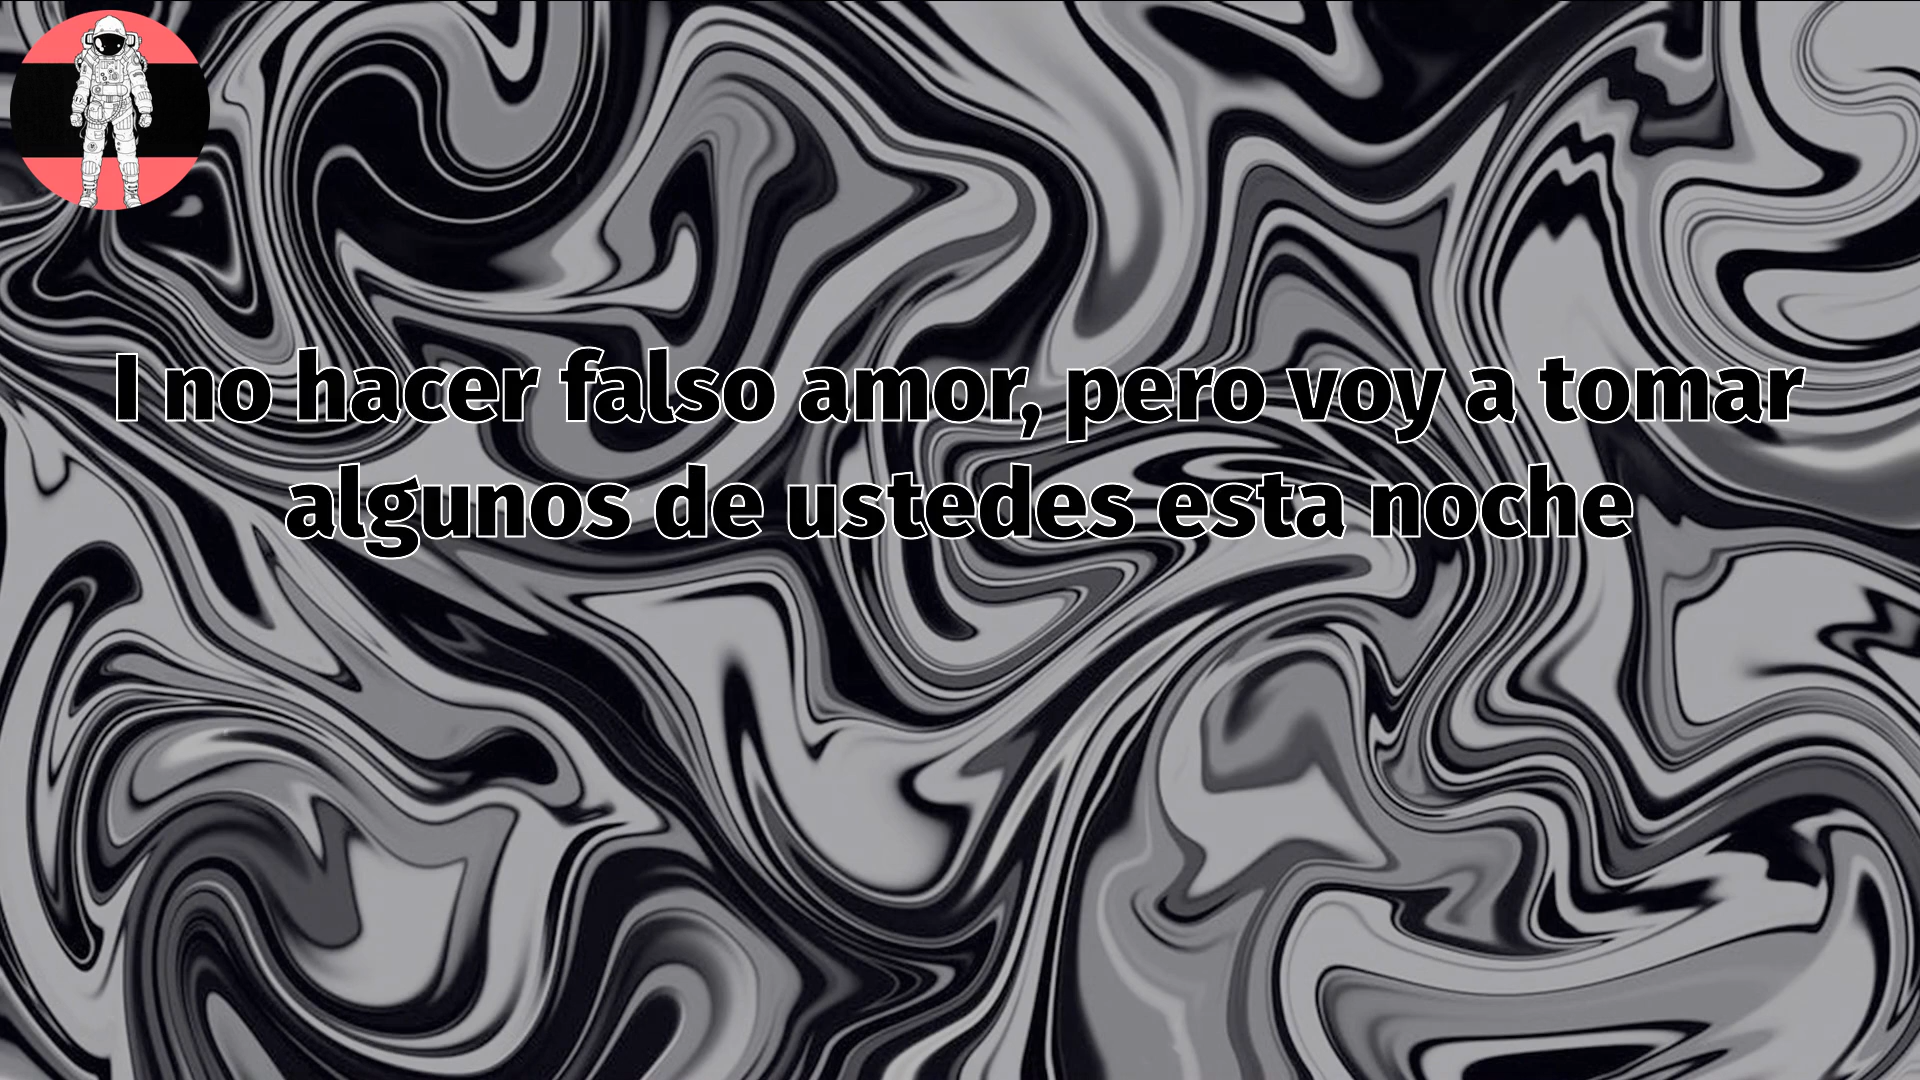 I no hacer falso amor, pero voy a tomar
algunos de ustedes esta noche